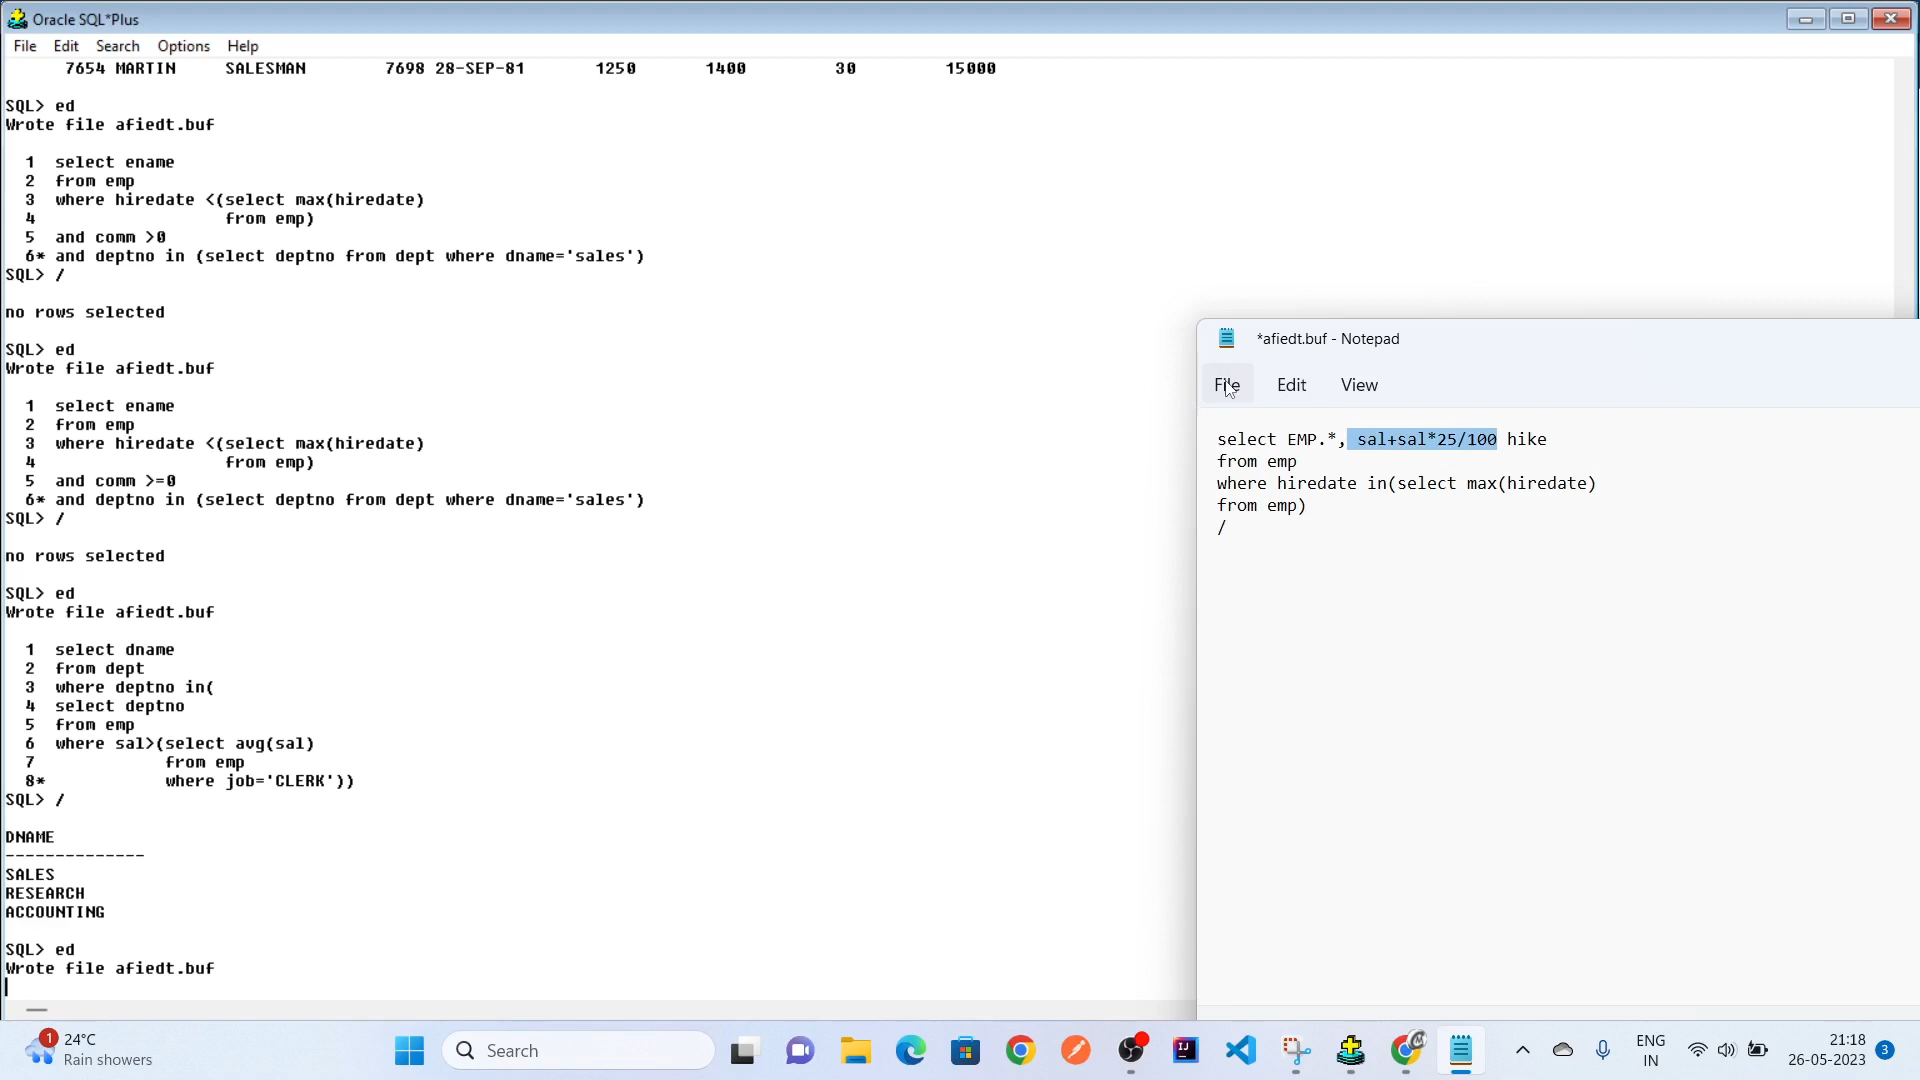 Oracle SQL*Plus
File Edit Search Options Help
7654 MARTIN SALESMAN 7698 28-SEP-81 1250 1400 30 15000
SQL> ed
Wrote file afiedt.buf
1 select ename
2 from emp
3 where hiredate <(select max(hiredate)
4 from emp)
5 and comm >0
6* and deptno in (select deptno from dept where dname='sales')
SQL> /
no rows selected
SQL> ed
Wrote file afiedt.buf
1 select ename
2 from emp
3 where hiredate <(select max(hiredate)
4 from emp)
5 and comm >=0
6* and deptno in (select deptno from dept where dname='sales')
SQL> /
no rows selected
SQL> ed
Wrote file afiedt.buf
1 select dname
2 from dept
3 where deptno in(
4 select deptno
5 from emp
6 where sal>(select avg(sal)
7 from emp
8* where job='CLERK'))
SQL> /
DNAME
--------------
SALES
RESEARCH
ACCOUNTING
SQL> ed
Wrote file afiedt.buf
*afiedt.buf - Notepad
File Edit View
select EMP.*, sal+sal*25/100 hike
from emp
where hiredate in(select max(hiredate)
from emp)
/
1
24°C
Rain showers
Search
ENG
IN
21:18
26-05-2023
3